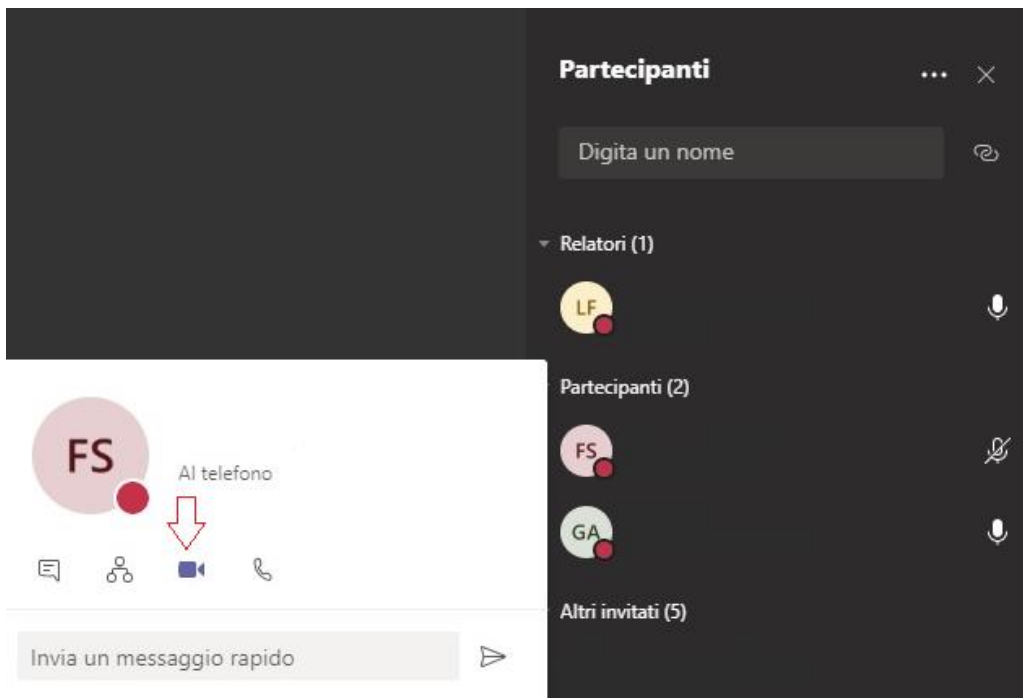 Partecipanti
Digita un nome
Relatori (1)
LF
Partecipanti (2)
FS
GA
Altri invitati (5)
FS
Al telefono
Invia un messaggio rapido